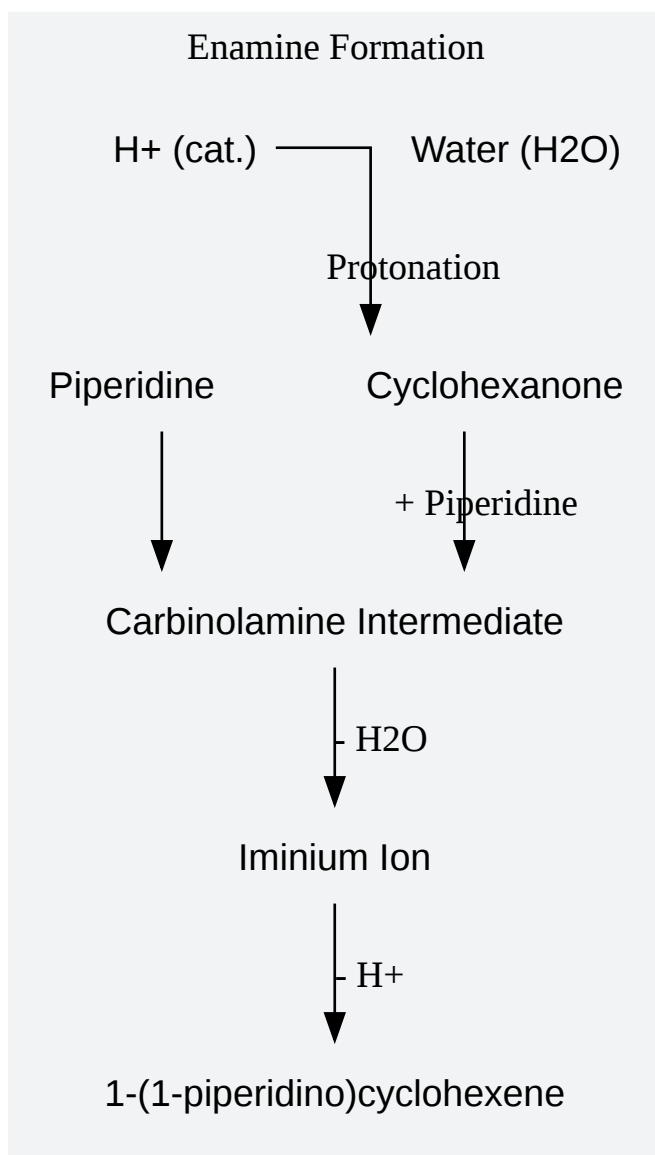 Enamine Formation
H+ (cat.) Water (H2O)
Protonation
Piperidine Cyclohexanone
+ Piperidine
Carbinolamine Intermediate
- H2O
Iminium Ion
- H+
1-(1-piperidino)cyclohexene